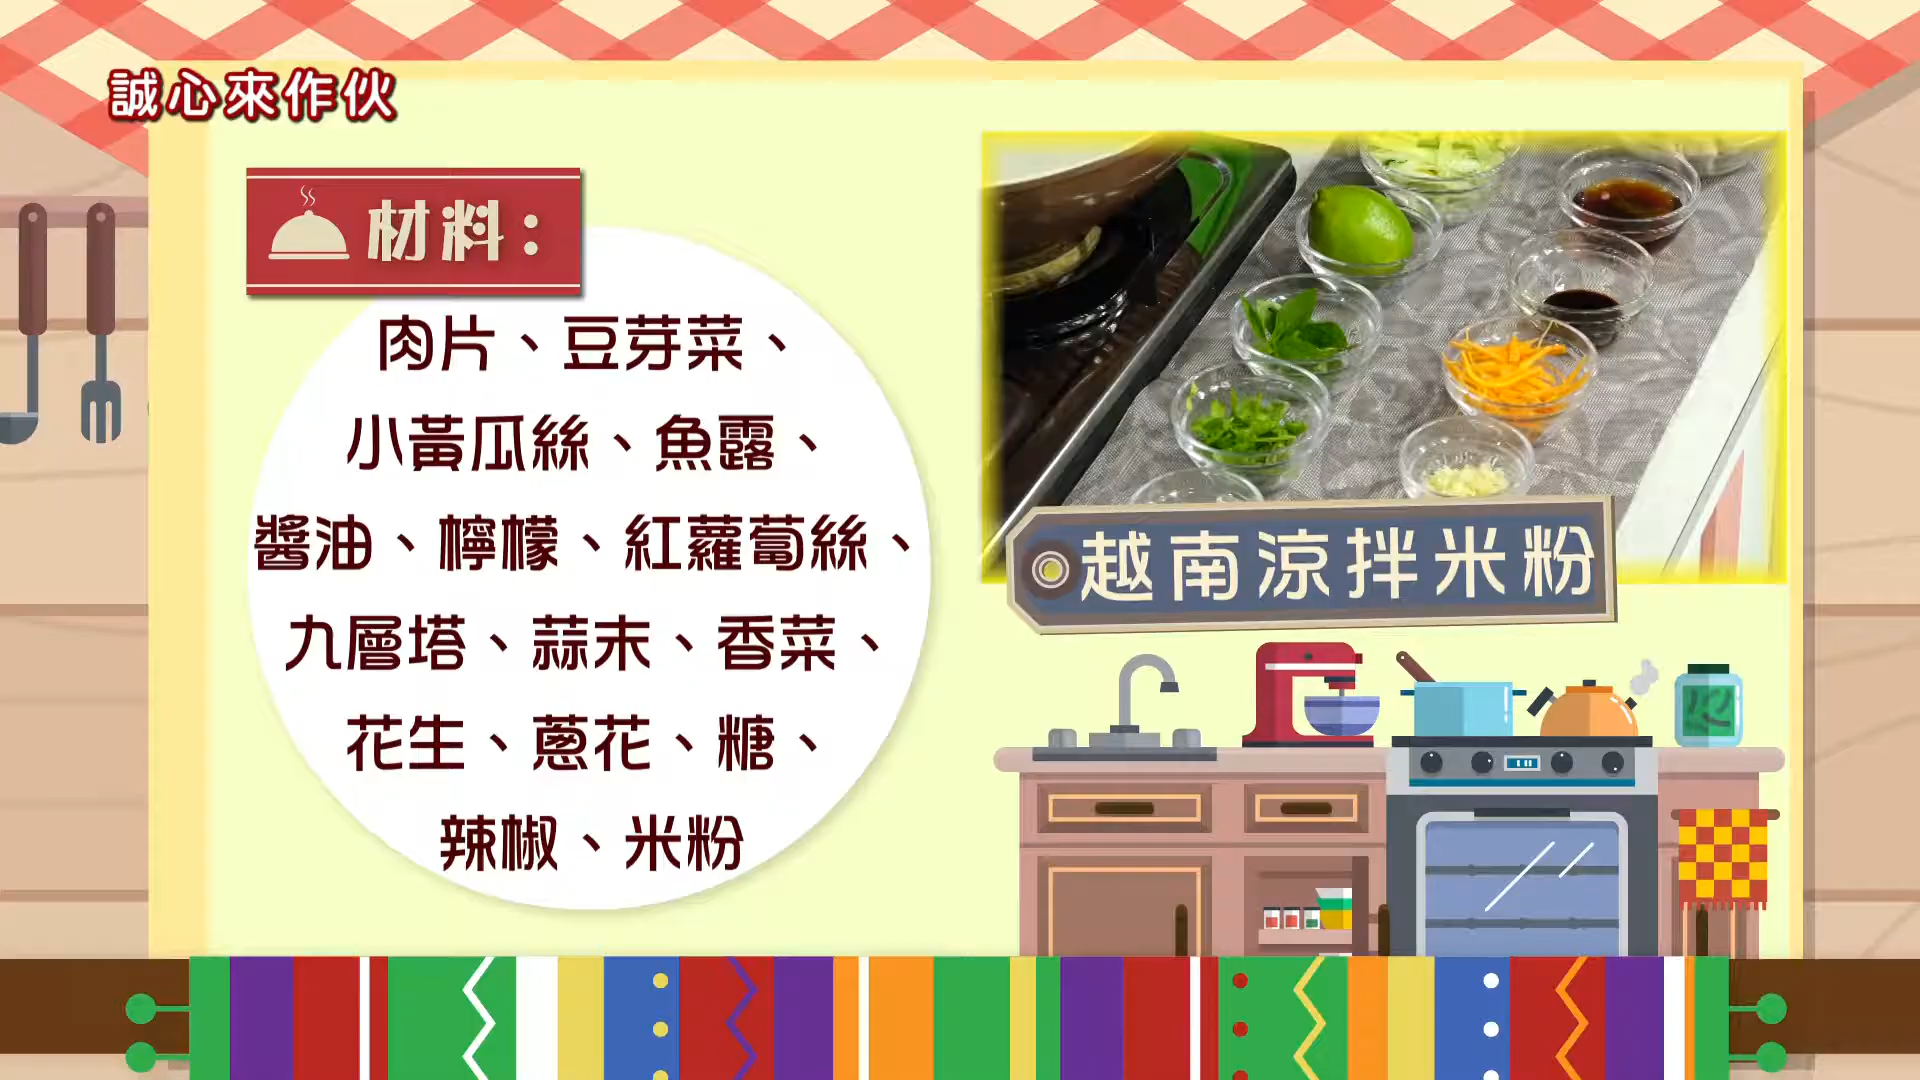 誠心來作伙
材料：
肉片、豆芽菜、
小黃瓜絲、魚露、
醬油、檸檬、紅蘿蔔絲、
九層塔、蒜末、香菜、
花生、蔥花、糖、
辣椒、米粉
越南涼拌米粉